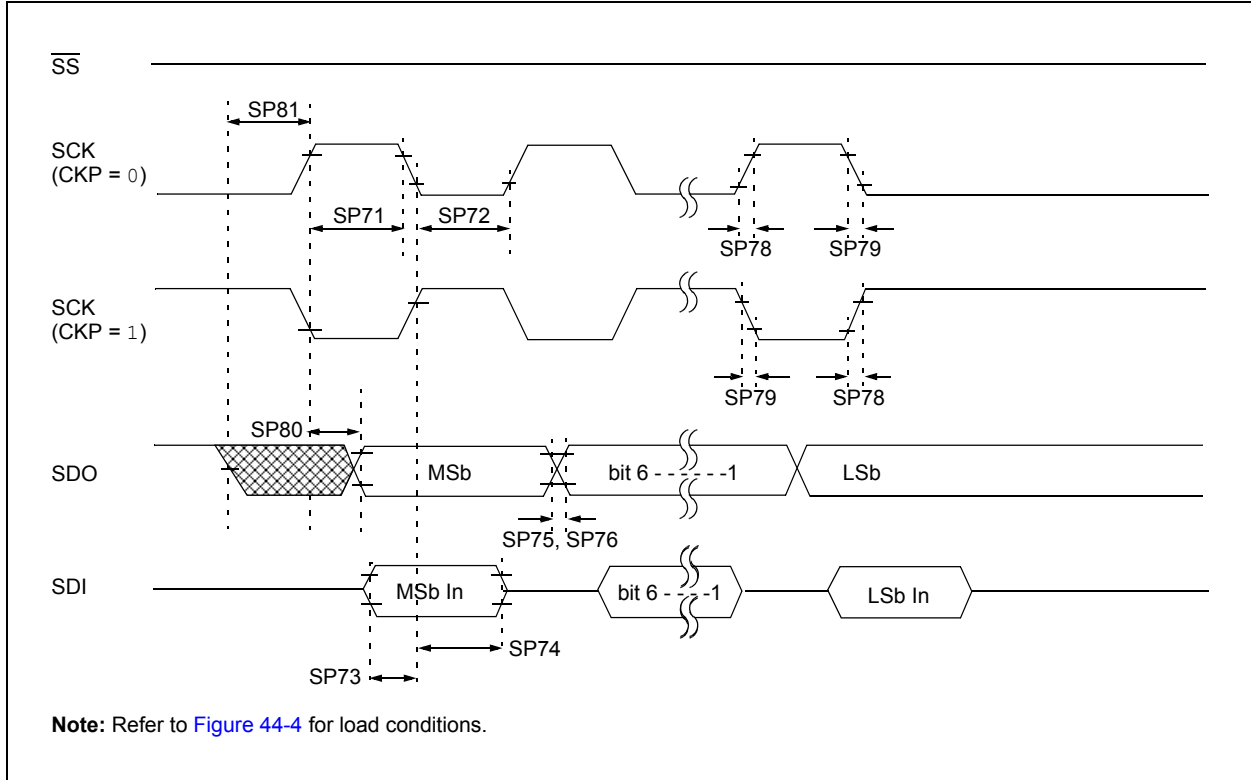 SS
SP81
SCK
(CKP = 0)
SP71
SP72
SP78
SP79
SCK
(CKP = 1)
SP79
SP78
SP80
SDO
MSb
bit 6 - - - - - -1
LSb
SP75, SP76
SDI
MSb In
bit 6 - - - -1
LSb In
SP74
SP73
Note: Refer to Figure 44-4 for load conditions.